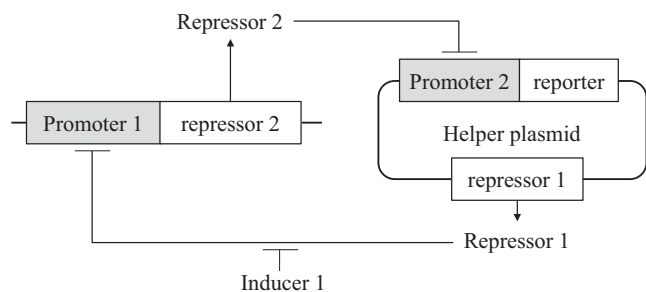 Repressor 2
Promoter 2 reporter
Promoter 1 repressor 2
Helper plasmid
repressor 1
Repressor 1
Inducer 1